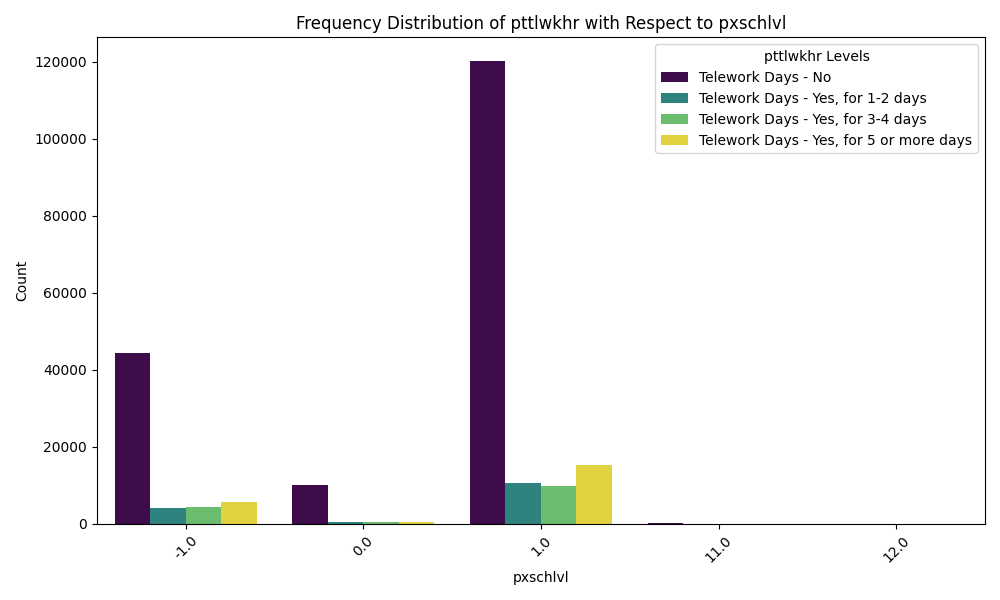 Frequency Distribution of pttlwkhr with Respect to pxschlvl
pttlwkhr Levels
Telework Days - No
Telework Days - Yes, for 1-2 days
Telework Days - Yes, for 3-4 days
Telework Days - Yes, for 5 or more days
Count
120000
100000
80000
60000
40000
20000
0
-1.0
0.0
1.0
11.0
12.0
pxschlvl